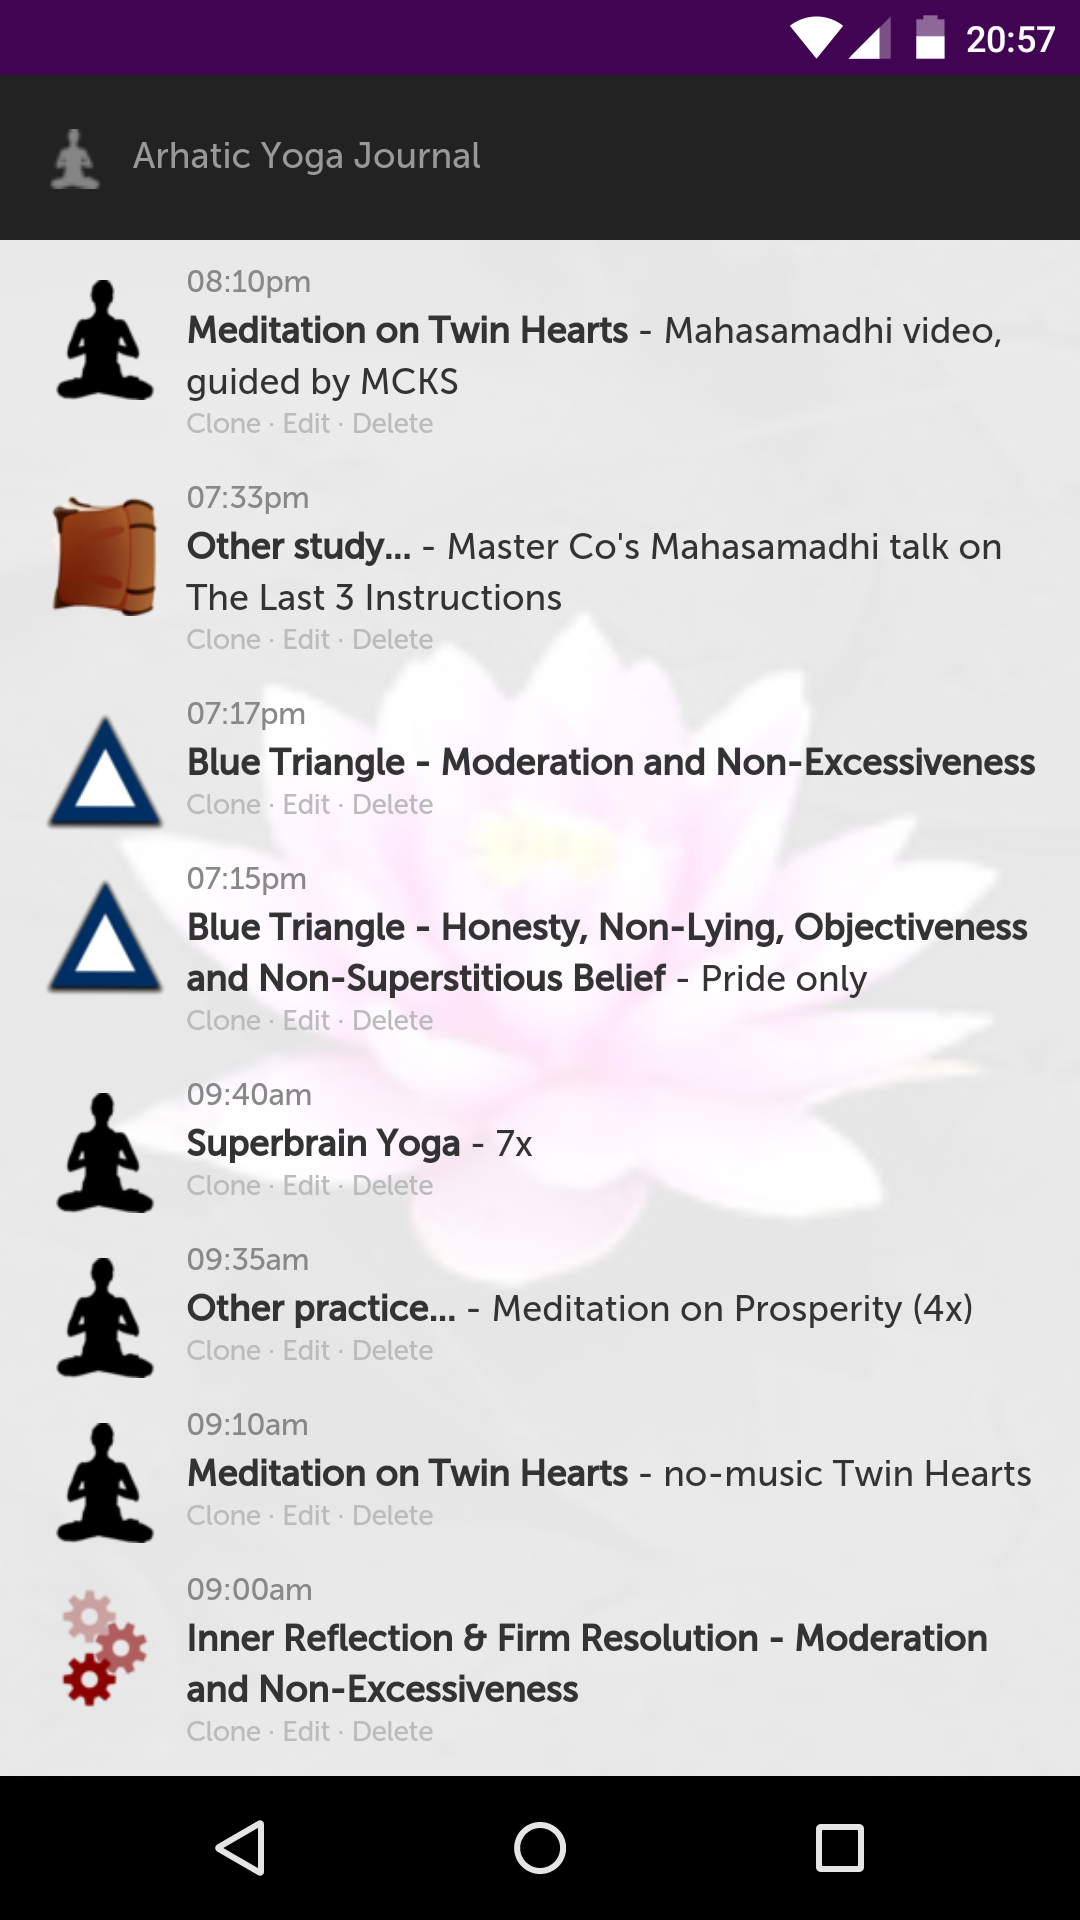 20:57
Arhatic Yoga Journal
08:10pm
Meditation on Twin Hearts - Mahasamadhi video,
guided by MCKS
Clone · Edit · Delete
07:33pm
Other study... - Master Co's Mahasamadhi talk on
The Last 3 Instructions
Clone · Edit · Delete
07:17pm
Blue Triangle - Moderation and Non-Excessiveness
Clone · Edit · Delete
07:15pm
Blue Triangle - Honesty, Non-Lying, Objectiveness
and Non-Superstitious Belief - Pride only
Clone · Edit · Delete
09:40am
Superbrain Yoga - 7x
Clone · Edit · Delete
09:35am
Other practice... - Meditation on Prosperity (4x)
Clone · Edit · Delete
09:10am
Meditation on Twin Hearts - no-music Twin Hearts
Clone · Edit · Delete
09:00am
Inner Reflection & Firm Resolution - Moderation
and Non-Excessiveness
Clone · Edit · Delete